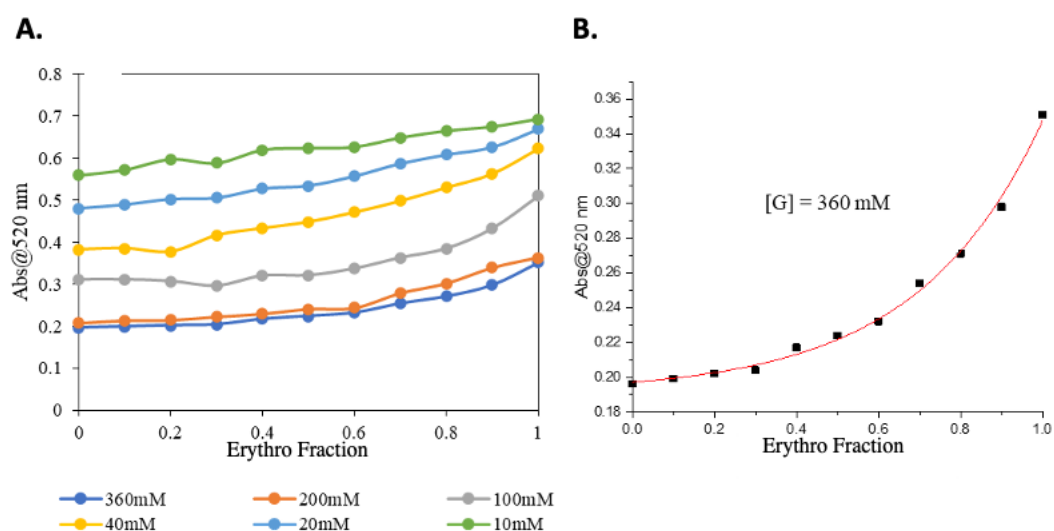 A.
0.8
0.7
0.6
0.5
0.4
0.3
0.2
0.1
0
Abs@520 nm
0 0.2 0.4 0.6 0.8 1
Erythro Fraction
360mM 200mM 100mM
40mM 20mM 10mM
B.
0.36
0.34
0.32
0.30
0.28
0.26
0.24
0.22
0.20
0.18
Abs@520 nm
[G] = 360 mM
0.0 0.2 0.4 0.6 0.8 1.0
Erythro Fraction